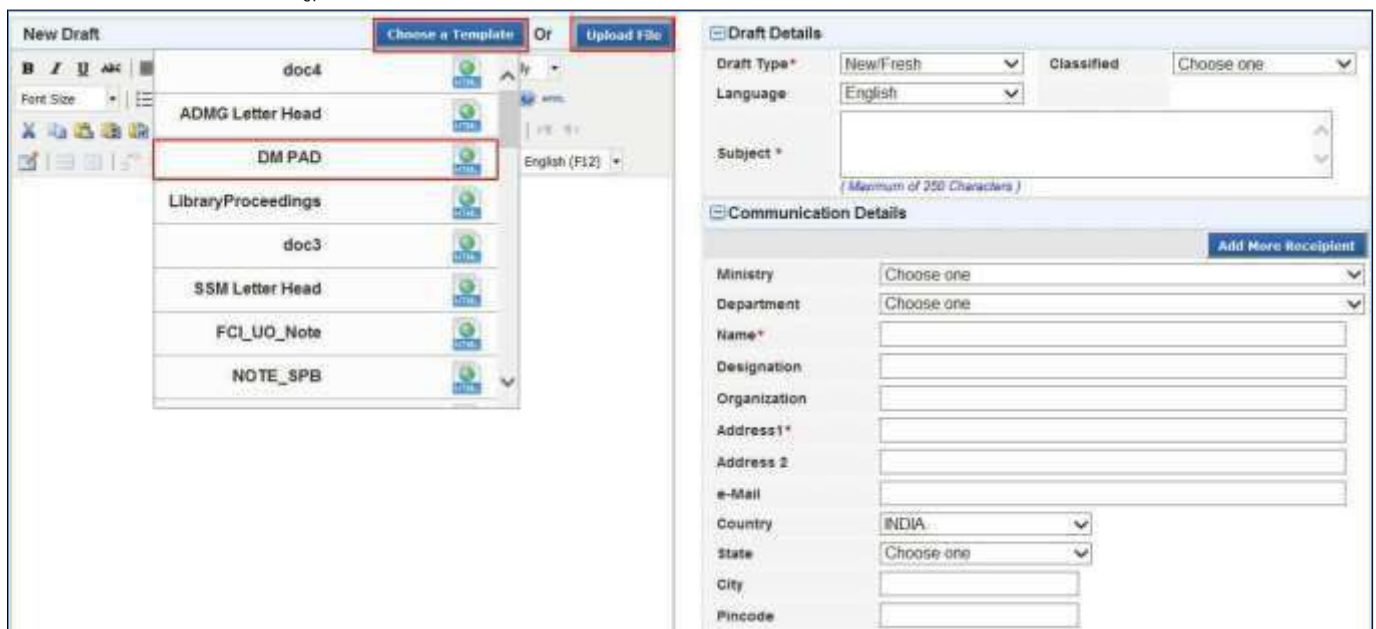 New Draft Choose a Template Or Upload File
B I U ABC
Font Size
English (F12)
doc4
ADMG Letter Head
DM PAD
LibraryProceedings
doc3
SSM Letter Head
FCI_UO_Note
NOTE_SPB
Draft Details
Draft Type* New/Fresh Classified Choose one
Language English
Subject *
( Maximum of 250 Characters )
Communication Details
Add More Receipient
Ministry Choose one
Department Choose one
Name*
Designation
Organization
Address1*
Address 2
e-Mail
Country INDIA
State Choose one
City
Pincode